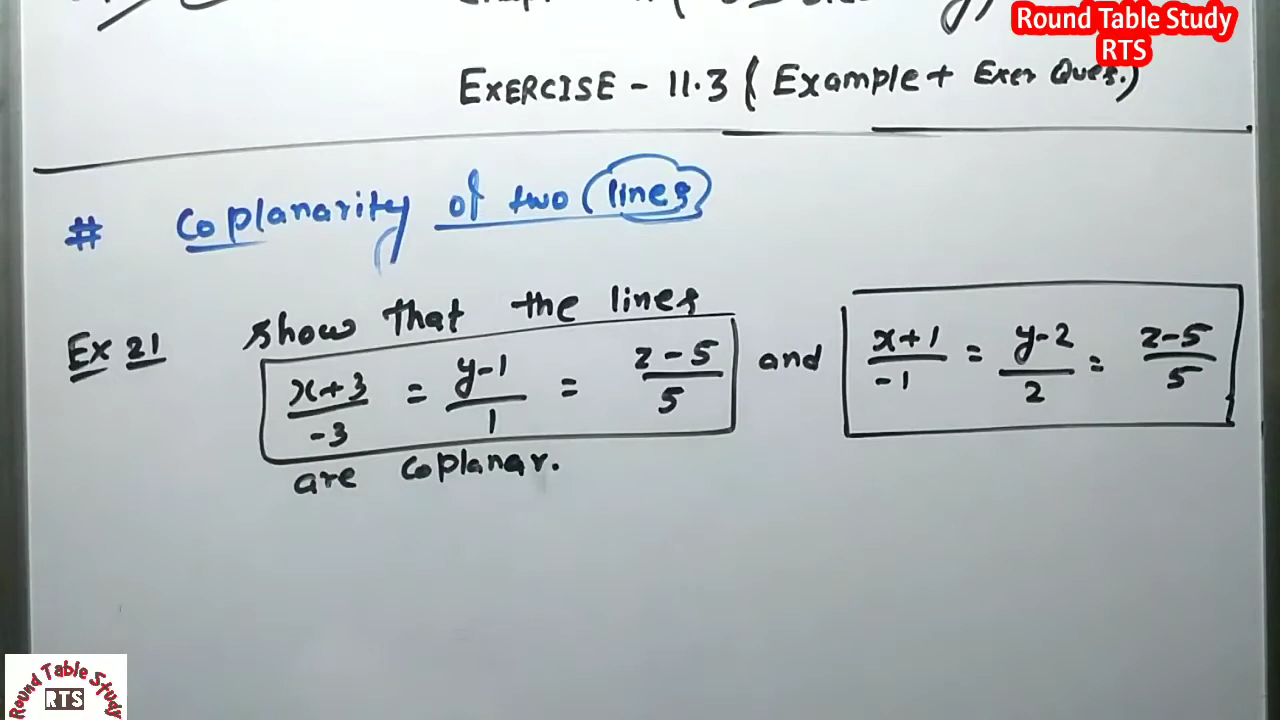 Round Table Study
RTS
EXERCISE - 11.3 ( Example + Exer Ques.)
# Coplanarity of two (lines)
Ex 21 show that the lines
x+3/-3 = y-1/1 = z-5/5 and x+1/-1 = y-2/2 = z-5/5
are coplanar.
Round Table Study
RTS